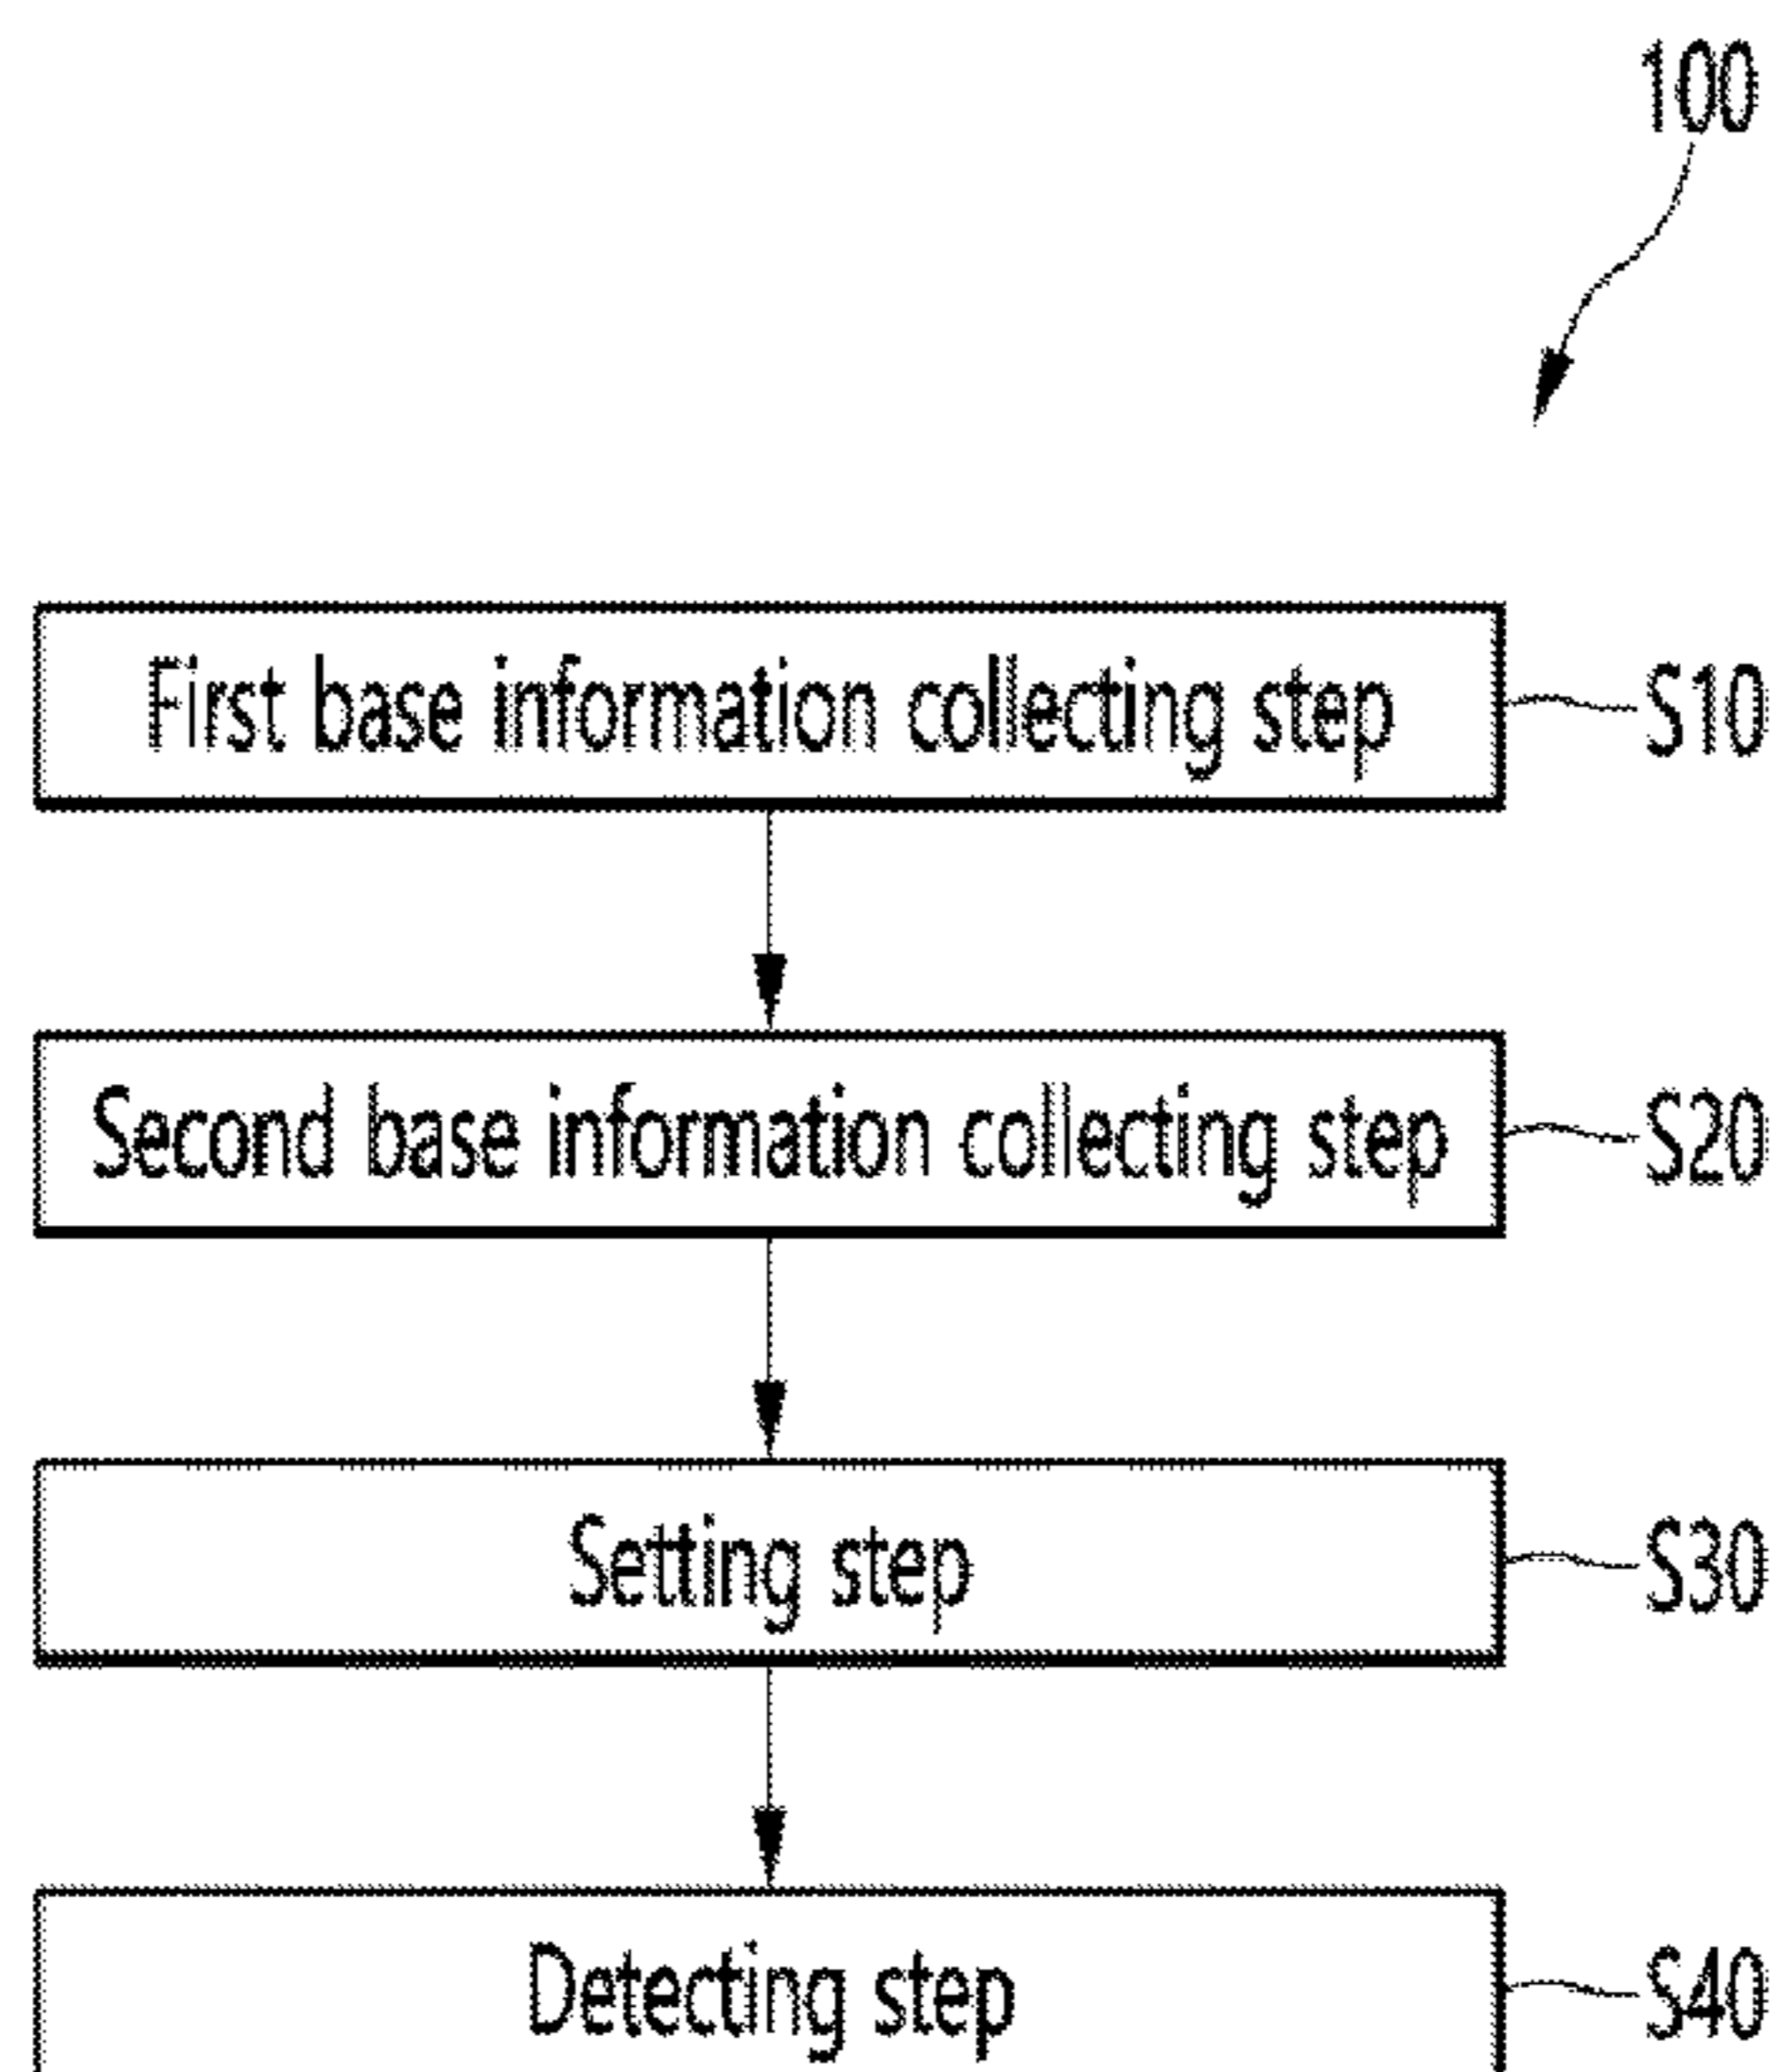 100
First base information collecting step
S10
Second base information collecting step
S20
Setting step
S30
Detecting step
S40